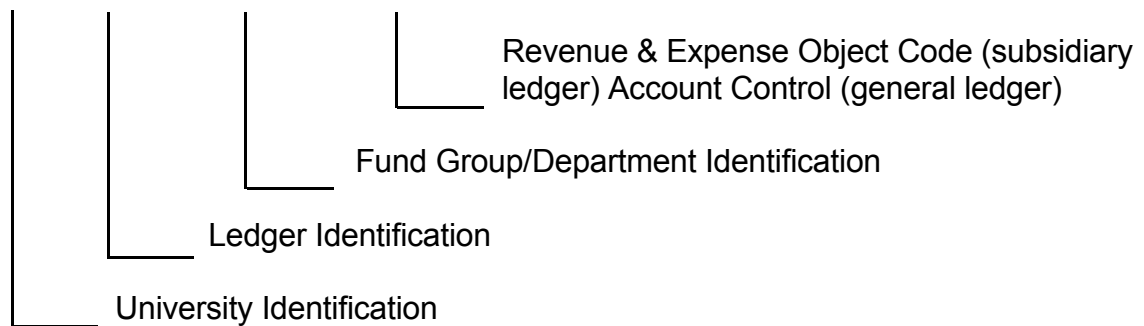 Revenue & Expense Object Code (subsidiary
ledger) Account Control (general ledger)
Fund Group/Department Identification
Ledger Identification
University Identification